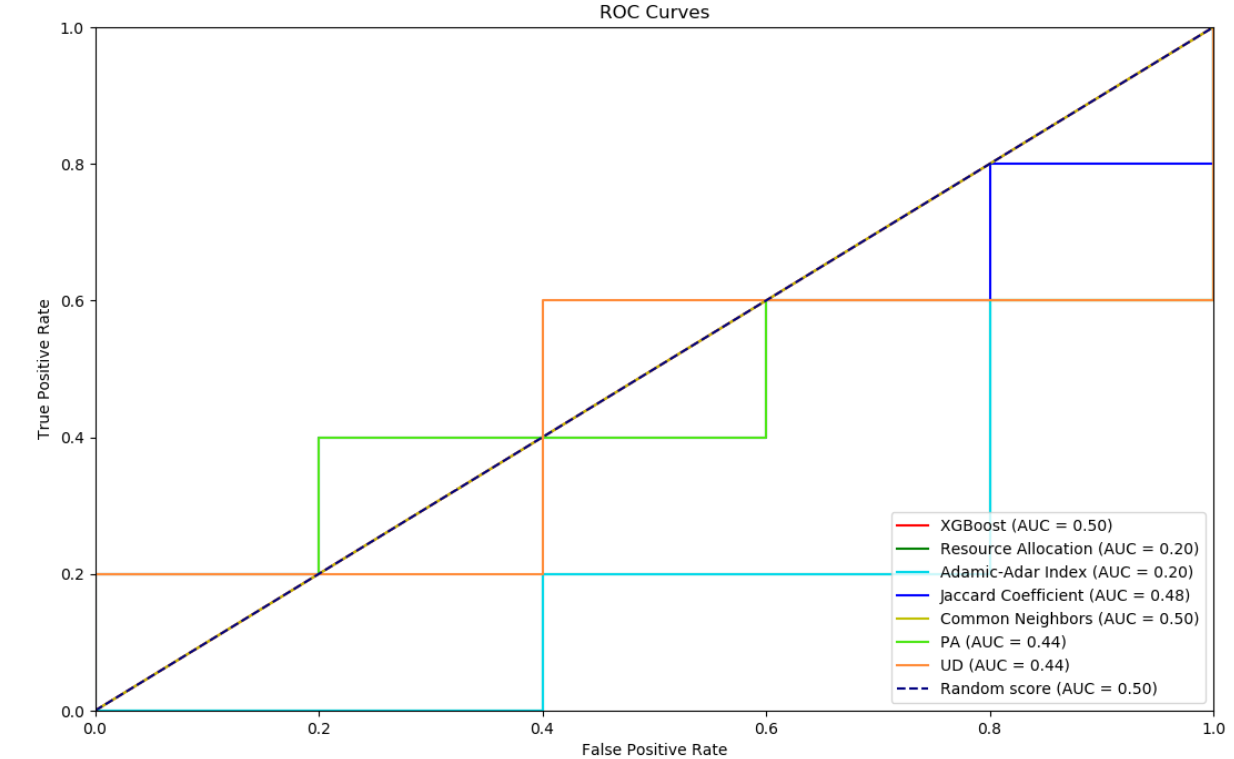 ROC Curves
1.0
0.8
0.6
0.4
0.2
0.0
True Positive Rate
0.0 0.2 0.4 0.6 0.8 1.0
False Positive Rate
XGBoost (AUC = 0.50)
Resource Allocation (AUC = 0.20)
Adamic-Adar Index (AUC = 0.20)
Jaccard Coefficient (AUC = 0.48)
Common Neighbors (AUC = 0.50)
PA (AUC = 0.44)
UD (AUC = 0.44)
Random score (AUC = 0.50)